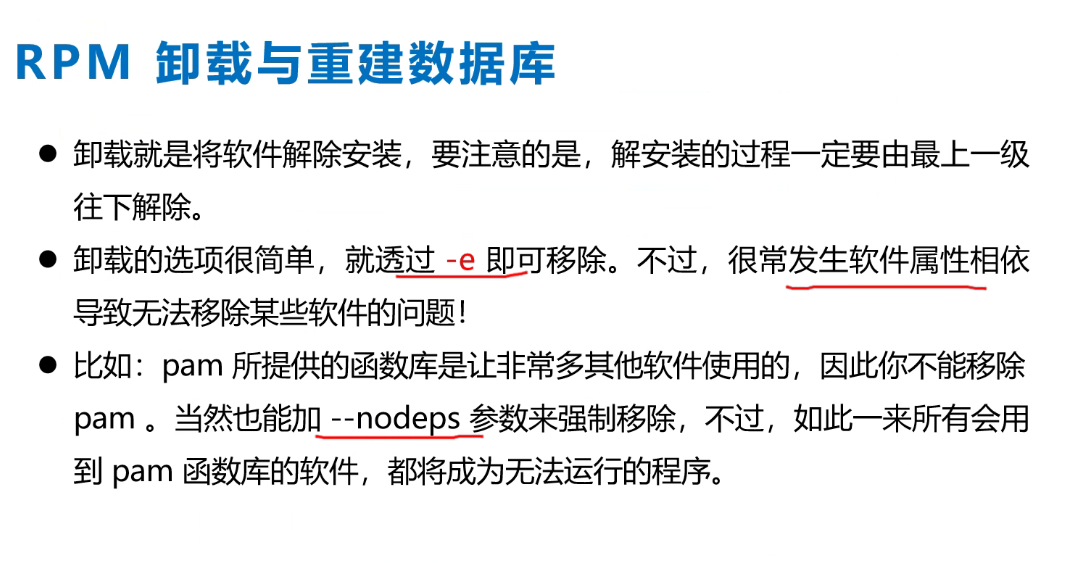 RPM 卸载与重建数据库
● 卸载就是将软件解除安装，要注意的是，解安装的过程一定要由最上一级
往下解除。
● 卸载的选项很简单，就透过 -e 即可移除。不过，很常发生软件属性相依
导致无法移除某些软件的问题！
● 比如：pam 所提供的函数库是让非常多其他软件使用的，因此你不能移除
pam 。当然也能加 --nodeps 参数来强制移除，不过，如此一来所有会用
到 pam 函数库的软件，都将成为无法运行的程序。